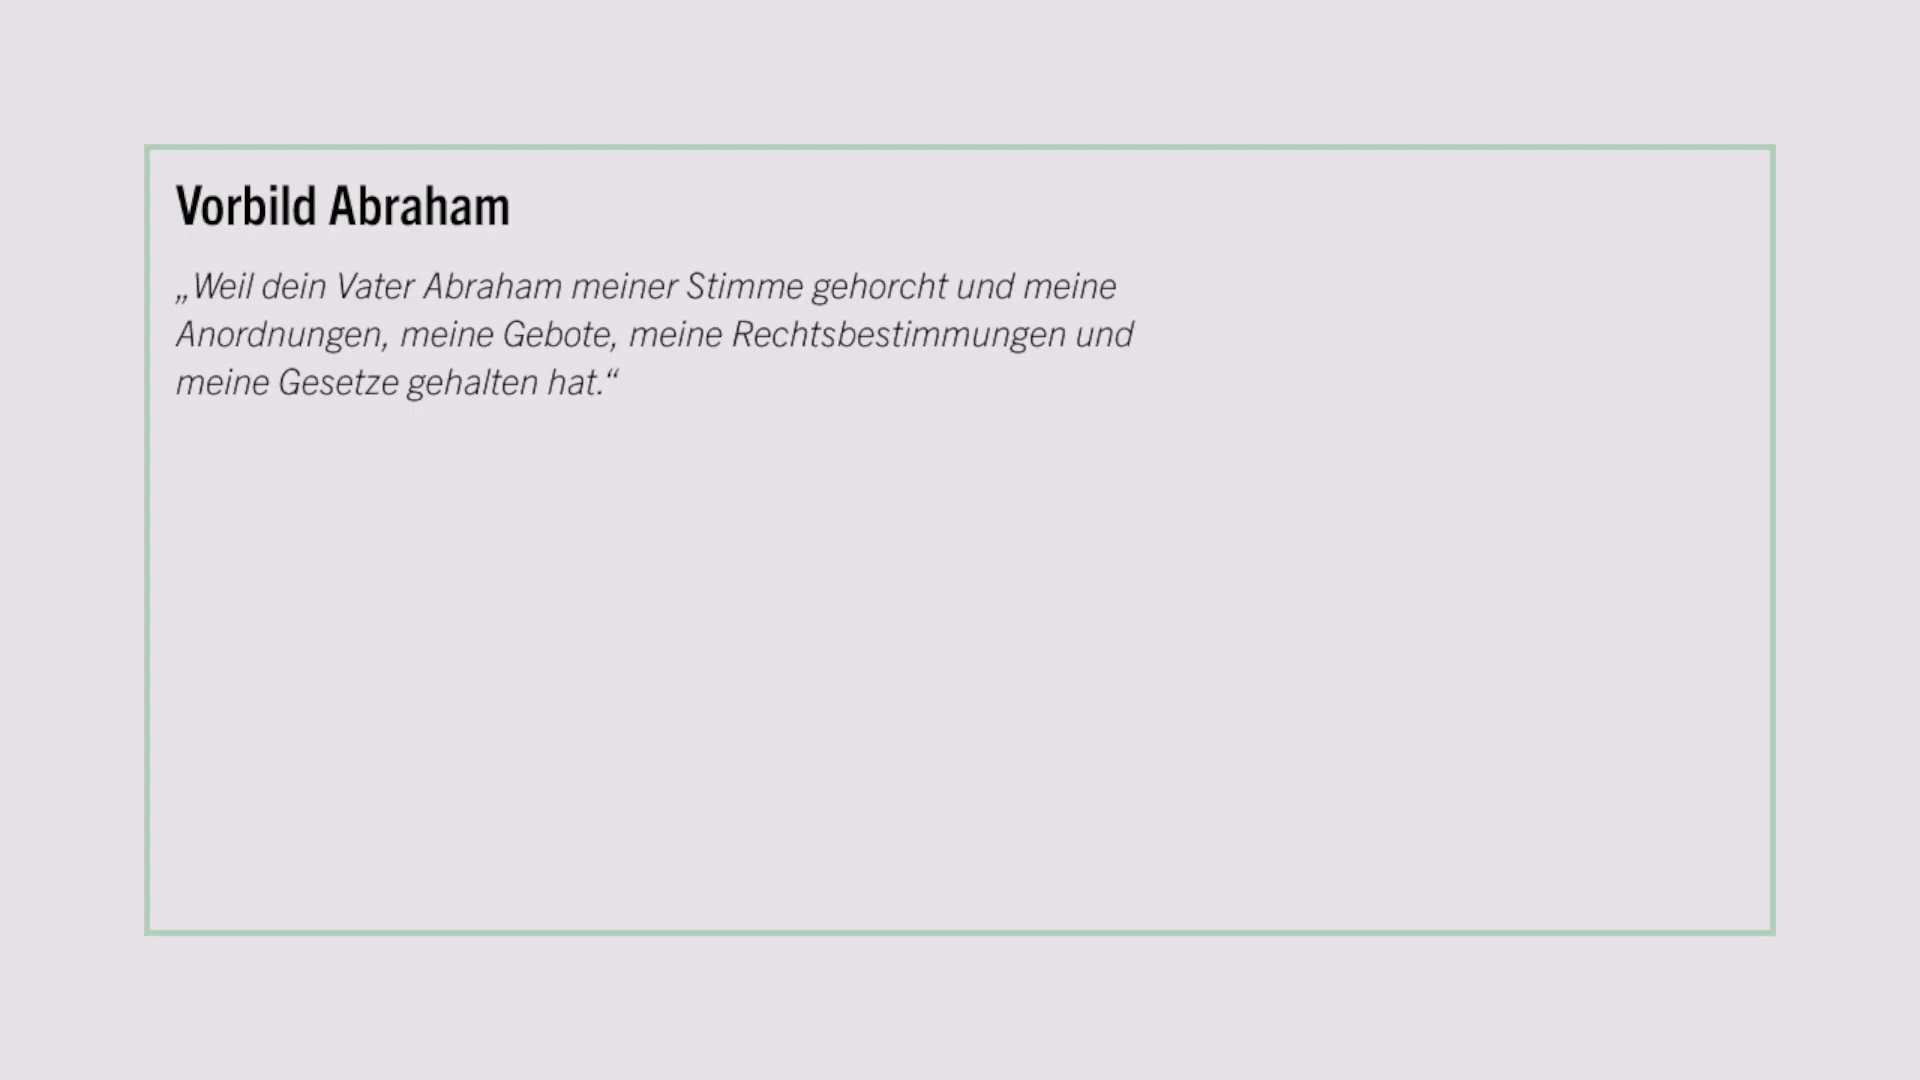 Vorbild Abraham
„Weil dein Vater Abraham meiner Stimme gehorcht und meine
Anordnungen, meine Gebote, meine Rechtsbestimmungen und
meine Gesetze gehalten hat.“